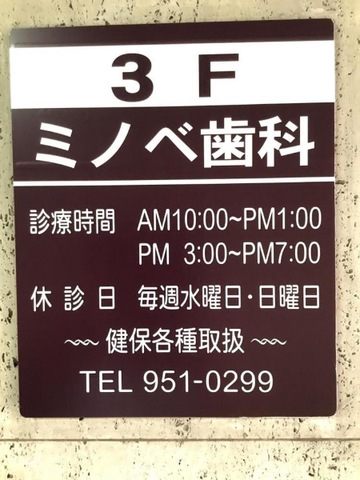 3 F
ミノベ歯科
診療時間 AM10:00~PM1:00
PM 3:00~PM7:00
休診日 毎週水曜日・日曜日
〜健保各種取扱〜
TEL 951-0299